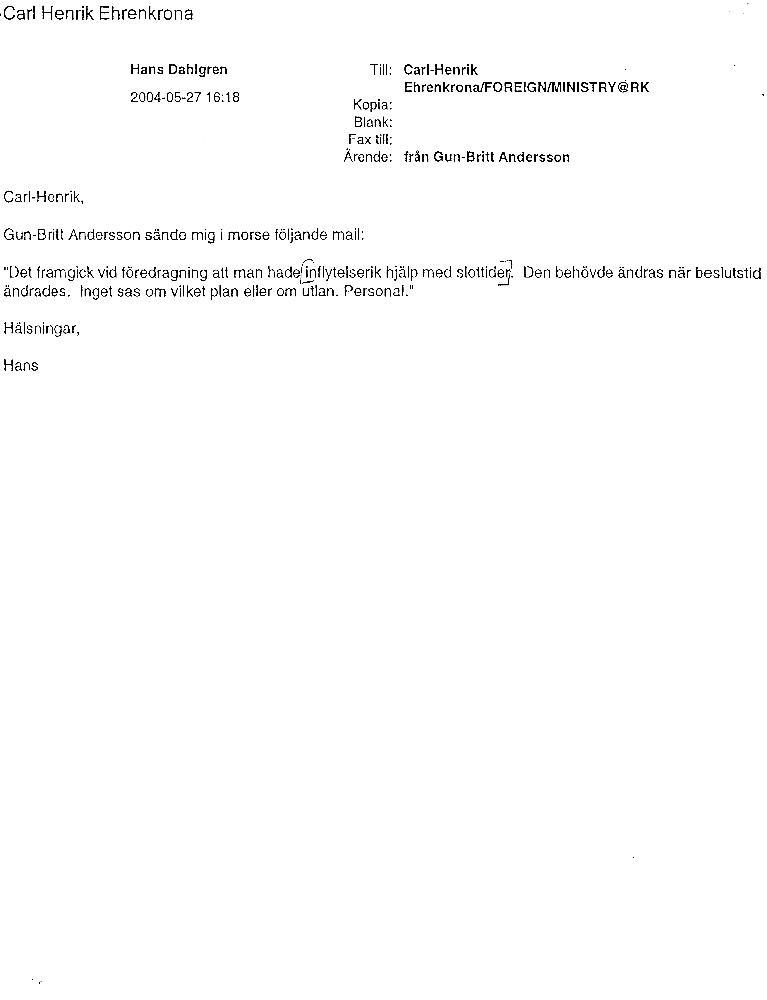 Carl Henrik Ehrenkrona
Hans Dahlgren
2004-05-27 16:18
Till: Carl-Henrik
Ehrenkrona/FOREIGN/MINISTRY@RK
Kopia:
Blank:
Fax till:
Ärende: från Gun-Britt Andersson
Carl-Henrik,
Gun-Britt Andersson sände mig i morse följande mail:
"Det framgick vid föredragning att man hade [inflytelserik hjälp med slottider]. Den behövde ändras när beslutstid
ändrades. Inget sas om vilket plan eller om utlan. Personal."
Hälsningar,
Hans